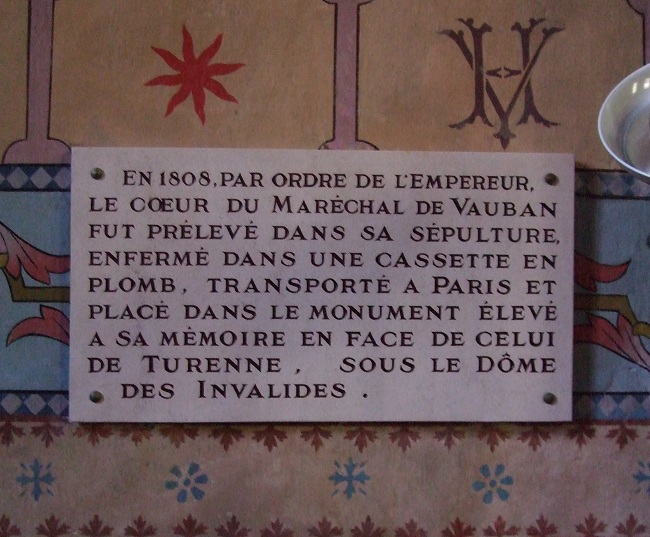 EN 1808, PAR ORDRE DE L'EMPEREUR,
LE CŒUR DU MARÉCHAL DE VAUBAN
FUT PRÉLEVÉ DANS SA SÉPULTURE,
ENFERMÉ DANS UNE CASSETTE EN
PLOMB, TRANSPORTÉ A PARIS ET
PLACÉ DANS LE MONUMENT ÉLEVÉ
A SA MÉMOIRE EN FACE DE CELUI
DE TURENNE, SOUS LE DÔME
DES INVALIDES.